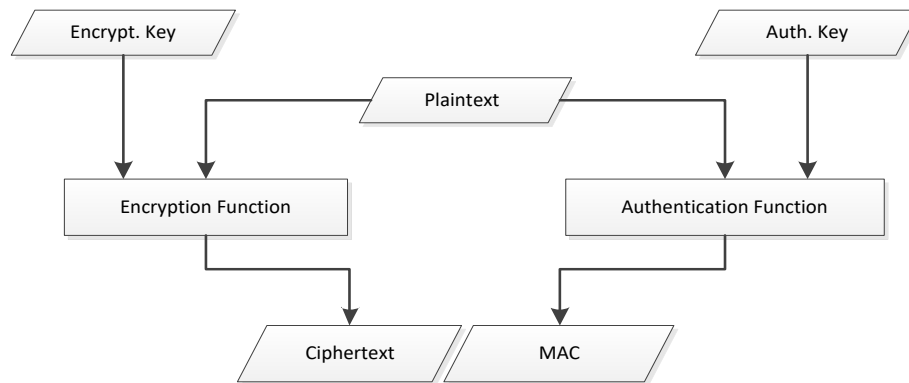 Encrypt. Key
Auth. Key
Plaintext
Encryption Function
Authentication Function
Ciphertext
MAC